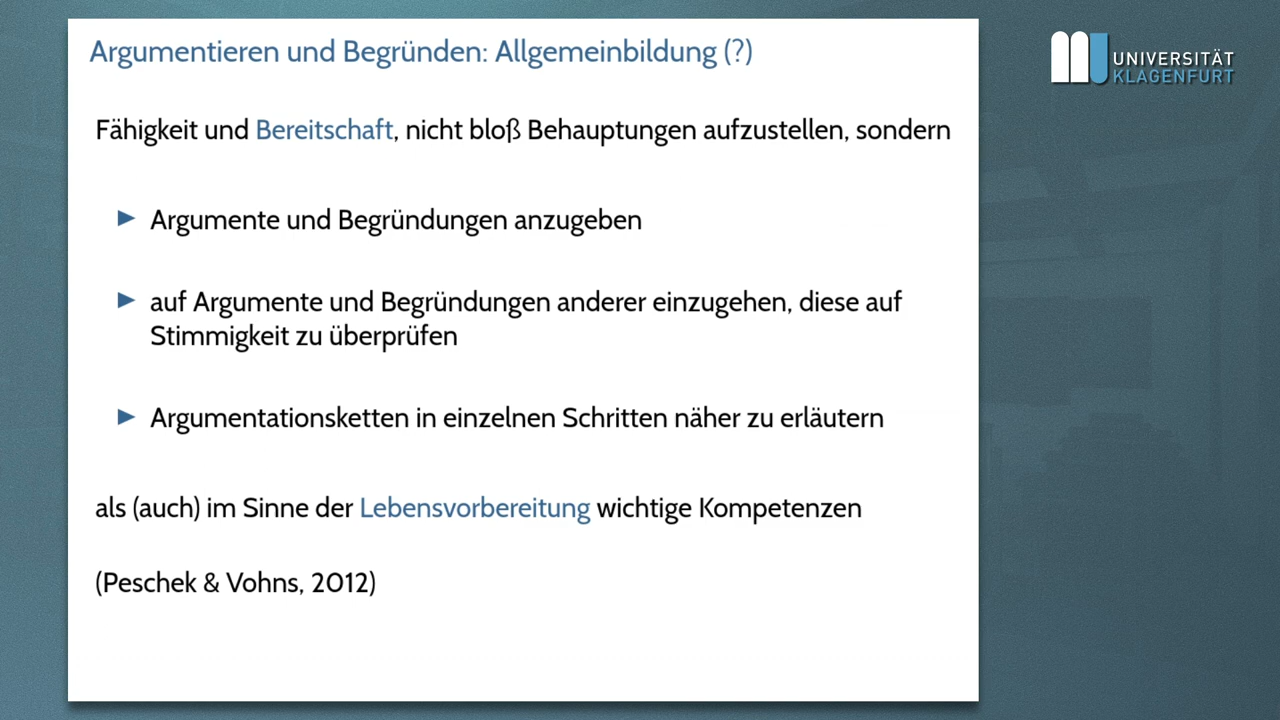 Argumentieren und Begründen: Allgemeinbildung (?)
UNIVERSITÄT
KLAGENFURT
Fähigkeit und Bereitschaft, nicht bloß Behauptungen aufzustellen, sondern
► Argumente und Begründungen anzugeben
► auf Argumente und Begründungen anderer einzugehen, diese auf
Stimmigkeit zu überprüfen
► Argumentationsketten in einzelnen Schritten näher zu erläutern
als (auch) im Sinne der Lebensvorbereitung wichtige Kompetenzen
(Peschek & Vohns, 2012)